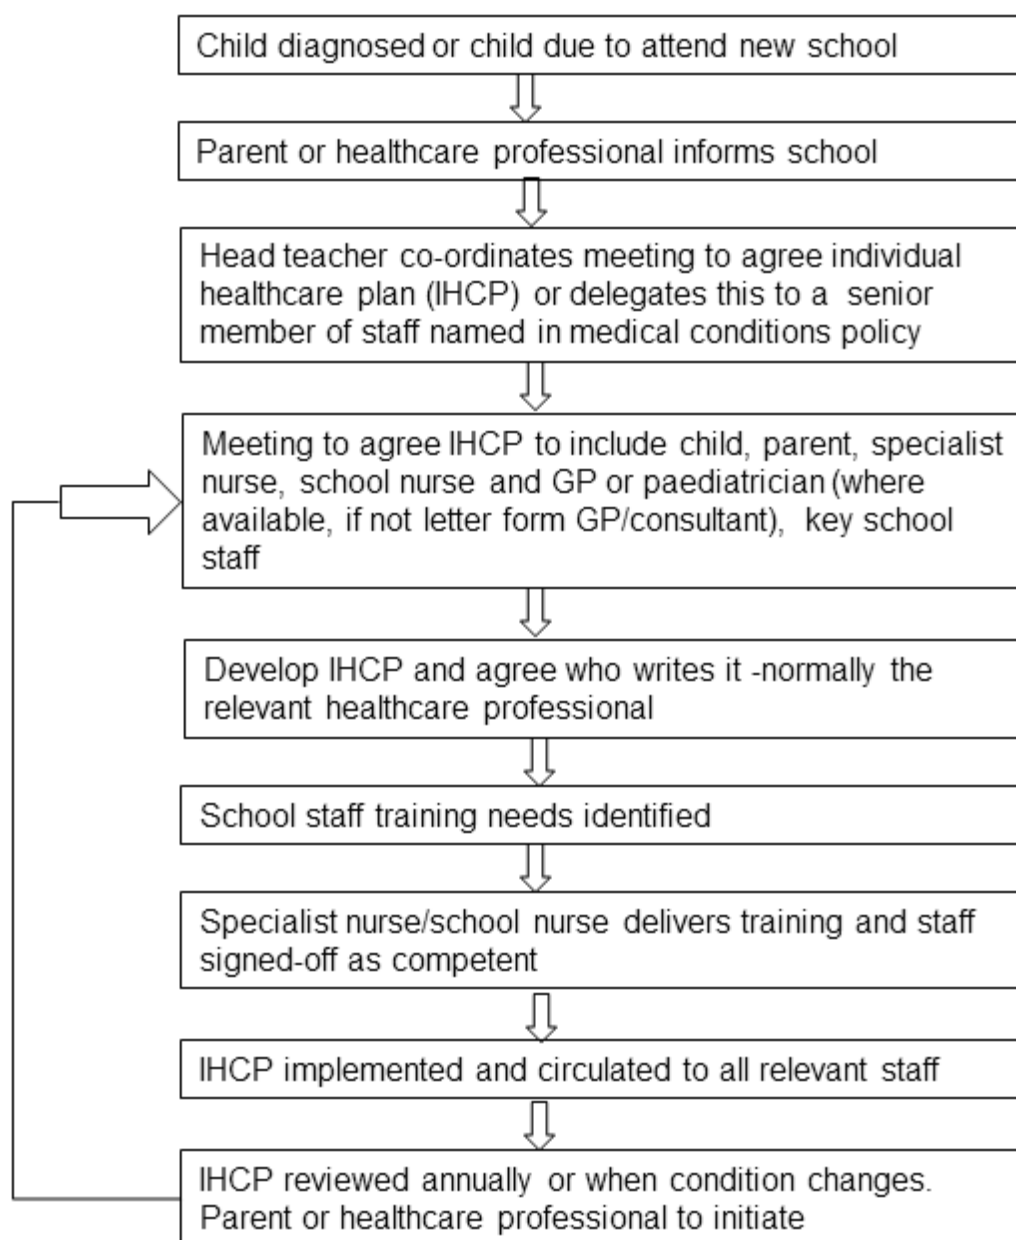 Child diagnosed or child due to attend new school
Parent or healthcare professional informs school
Head teacher co-ordinates meeting to agree individual
healthcare plan (IHCP) or delegates this to a senior
member of staff named in medical conditions policy
Meeting to agree IHCP to include child, parent, specialist
nurse, school nurse and GP or paediatrician (where
available, if not letter form GP/consultant), key school
staff
Develop IHCP and agree who writes it -normally the
relevant healthcare professional
School staff training needs identified
Specialist nurse/school nurse delivers training and staff
signed-off as competent
IHCP implemented and circulated to all relevant staff
IHCP reviewed annually or when condition changes.
Parent or healthcare professional to initiate